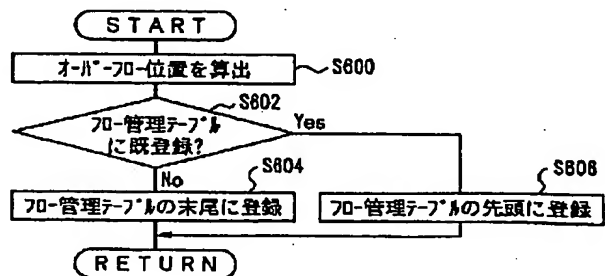 START
オーバーフロー位置を算出
S600
S602
フロー管理テーブル
に既登録?
Yes
No
S604
S606
フロー管理テーブルの末尾に登録
フロー管理テーブルの先頭に登録
RETURN